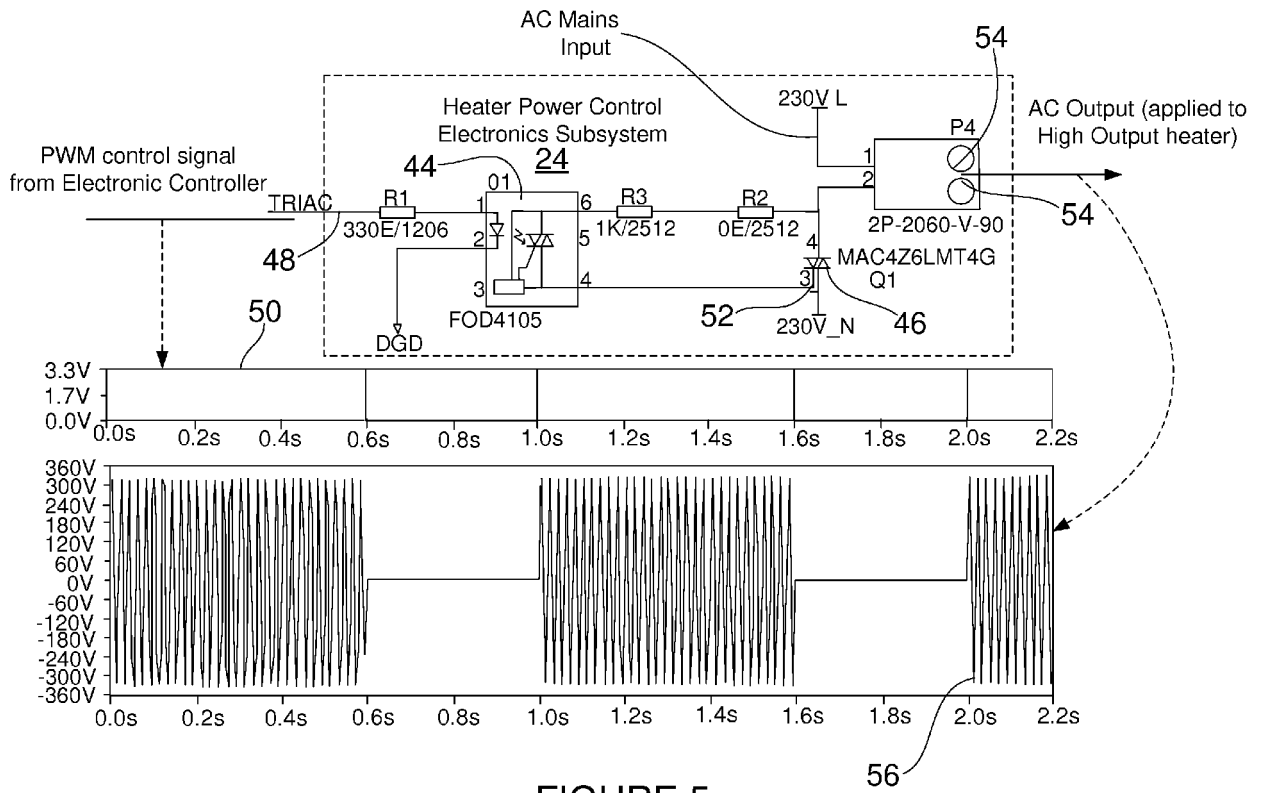 AC Mains
Input
54
230V L
P4
AC Output (applied to
High Output heater)
Heater Power Control
Electronics Subsystem
24
44
PWM control signal
from Electronic Controller
01
1
2
TRIAC
R1
330E/1206
1
2
3
6
5
4
R3
1K/2512
R2
0E/2512
54
2P-2060-V-90
4
MAC4Z6LMT4G
Q1
3
48
FOD4105
52
230V_N
46
DGD
50
3.3V
1.7V
0.0V
0.0s 0.2s 0.4s 0.6s 0.8s 1.0s 1.2s 1.4s 1.6s 1.8s 2.0s 2.2s
360V
300V
240V
180V
120V
60V
0V
-60V
-120V
-180V
-240V
-300V
-360V
0.0s 0.2s 0.4s 0.6s 0.8s 1.0s 1.2s 1.4s 1.6s 1.8s 2.0s 2.2s
56
FIGURE 5